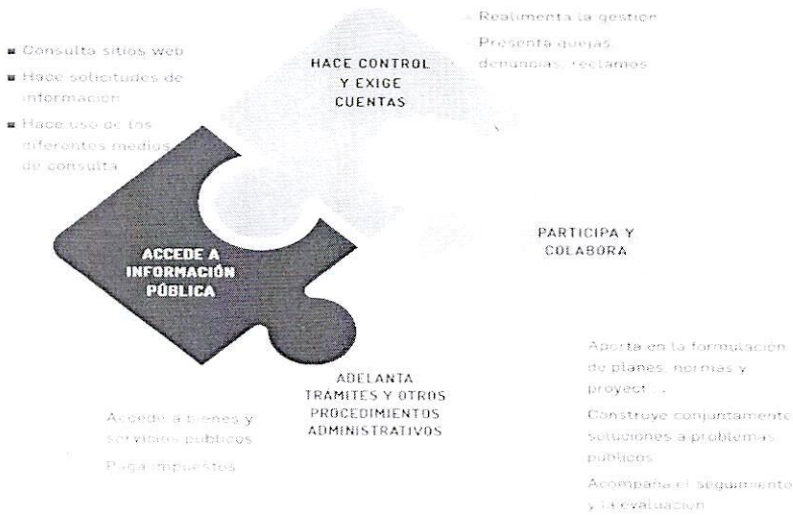 Realimenta la gestión
Presenta quejas,
denuncias, reclamos
HACE CONTROL
Y EXIGE
CUENTAS
Consulta sitios web
Hace solicitudes de
información
Hace uso de los
diferentes medios
de consulta
ACCEDE A
INFORMACIÓN
PÚBLICA
PARTICIPA Y
COLABORA
ADELANTA
TRÁMITES Y OTROS
PROCEDIMIENTOS
ADMINISTRATIVOS
Accede a bienes y
servicios públicos
Paga impuestos
Aporta en la formulación
de planes, normas y
Construye conjuntamente
soluciones a problemas
públicos
Acompaña el seguimiento
y la evaluación